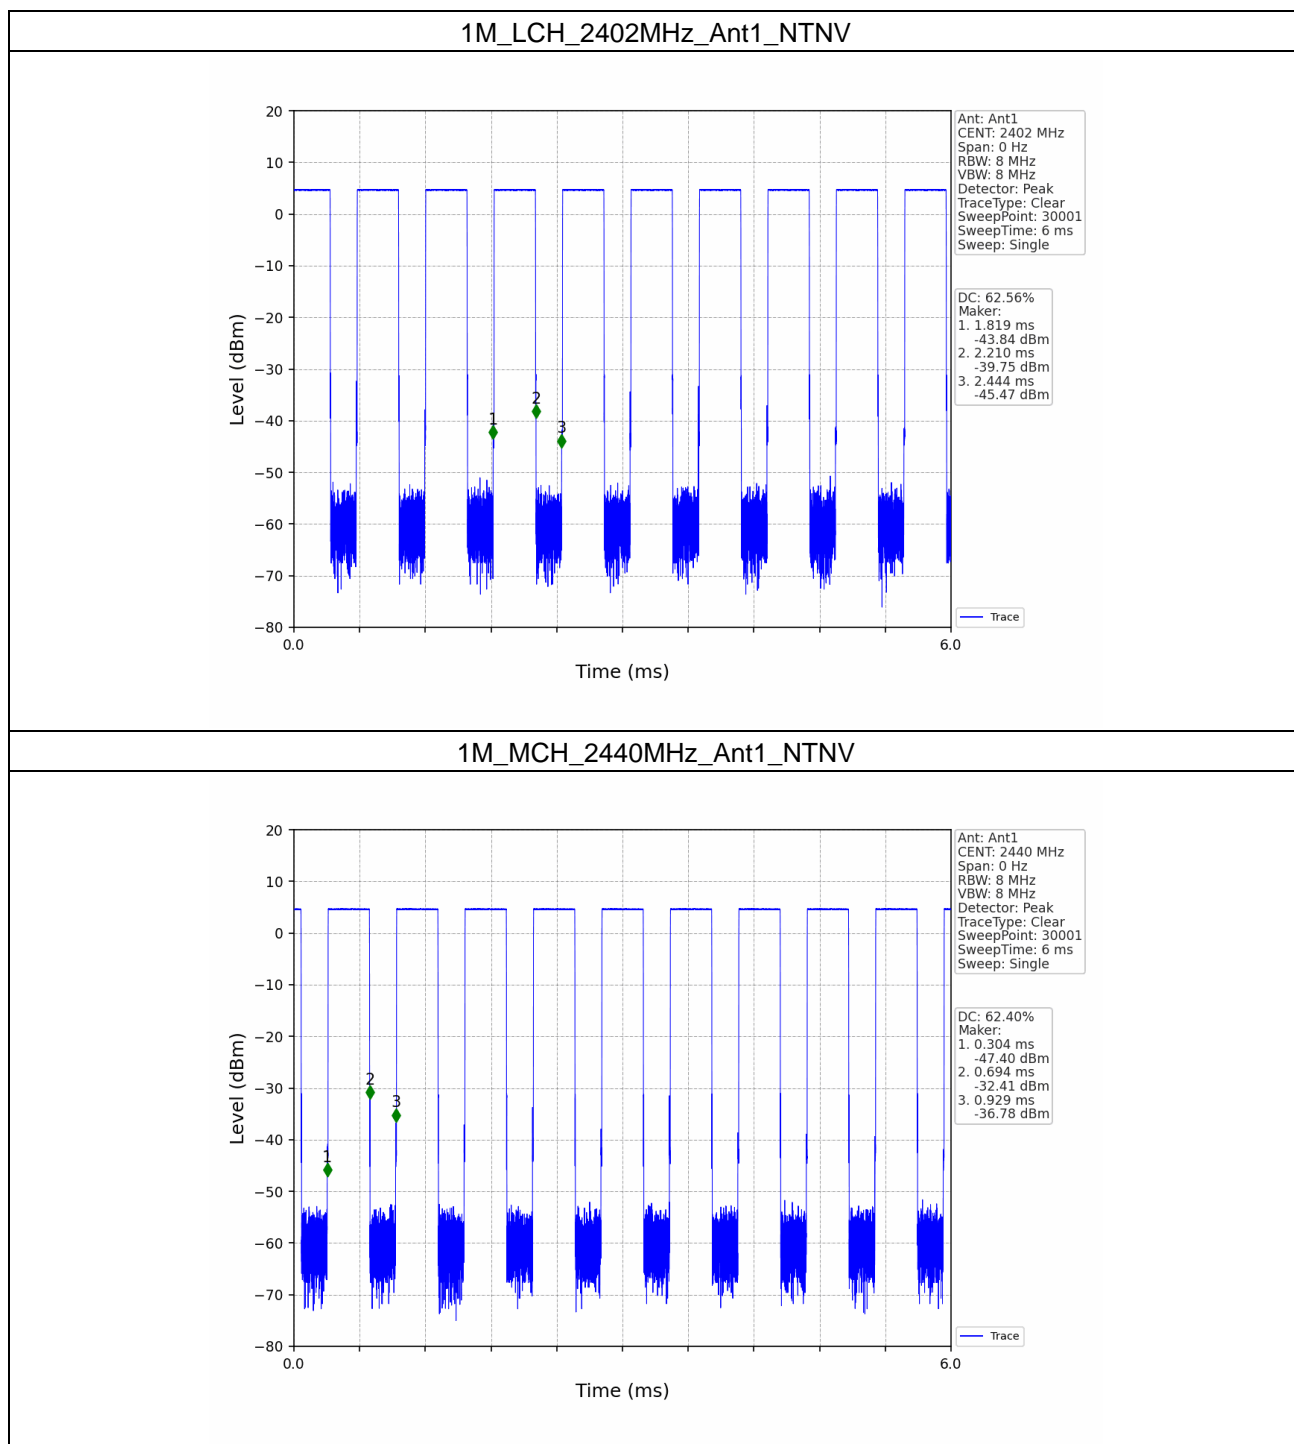 1M_LCH_2402MHz_Ant1_NTNV
20
10
0
−10
−20
−30
−40
−50
−60
−70
−80
Level (dBm)
1
2
3
0.0
6.0
Time (ms)
Ant: Ant1
CENT: 2402 MHz
Span: 0 Hz
RBW: 8 MHz
VBW: 8 MHz
Detector: Peak
TraceType: Clear
SweepPoint: 30001
SweepTime: 6 ms
Sweep: Single
DC: 62.56%
Maker:
1. 1.819 ms
-43.84 dBm
2. 2.210 ms
-39.75 dBm
3. 2.444 ms
-45.47 dBm
Trace
1M_MCH_2440MHz_Ant1_NTNV
20
10
0
−10
−20
−30
−40
−50
−60
−70
−80
Level (dBm)
1
2
3
0.0
6.0
Time (ms)
Ant: Ant1
CENT: 2440 MHz
Span: 0 Hz
RBW: 8 MHz
VBW: 8 MHz
Detector: Peak
TraceType: Clear
SweepPoint: 30001
SweepTime: 6 ms
Sweep: Single
DC: 62.40%
Maker:
1. 0.304 ms
-47.40 dBm
2. 0.694 ms
-32.41 dBm
3. 0.929 ms
-36.78 dBm
Trace